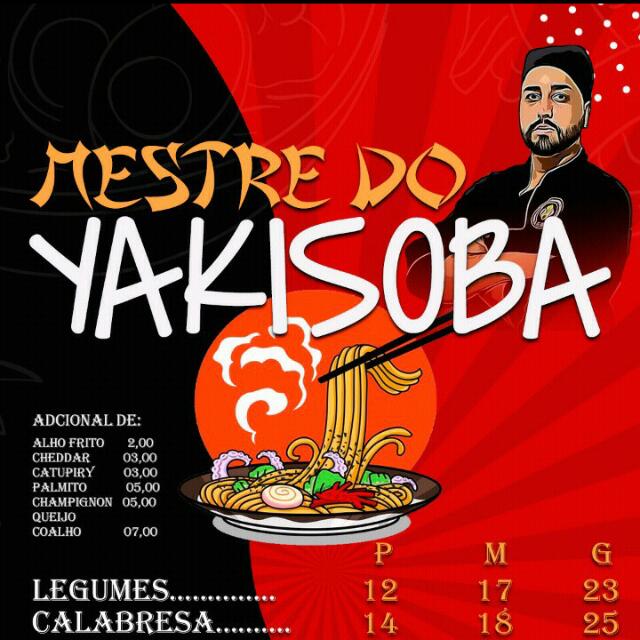 MESTRE DO
YAKISOBA
ADCIONAL DE:
ALHO FRITO 2,00
CHEDDAR 03,00
CATUPIRY 03,00
PALMITO 05,00
CHAMPIGNON 05,00
QUEIJO
COALHO 07,00
P M G
LEGUMES............... 12 17 23
CALABRESA.......... 14 18 25